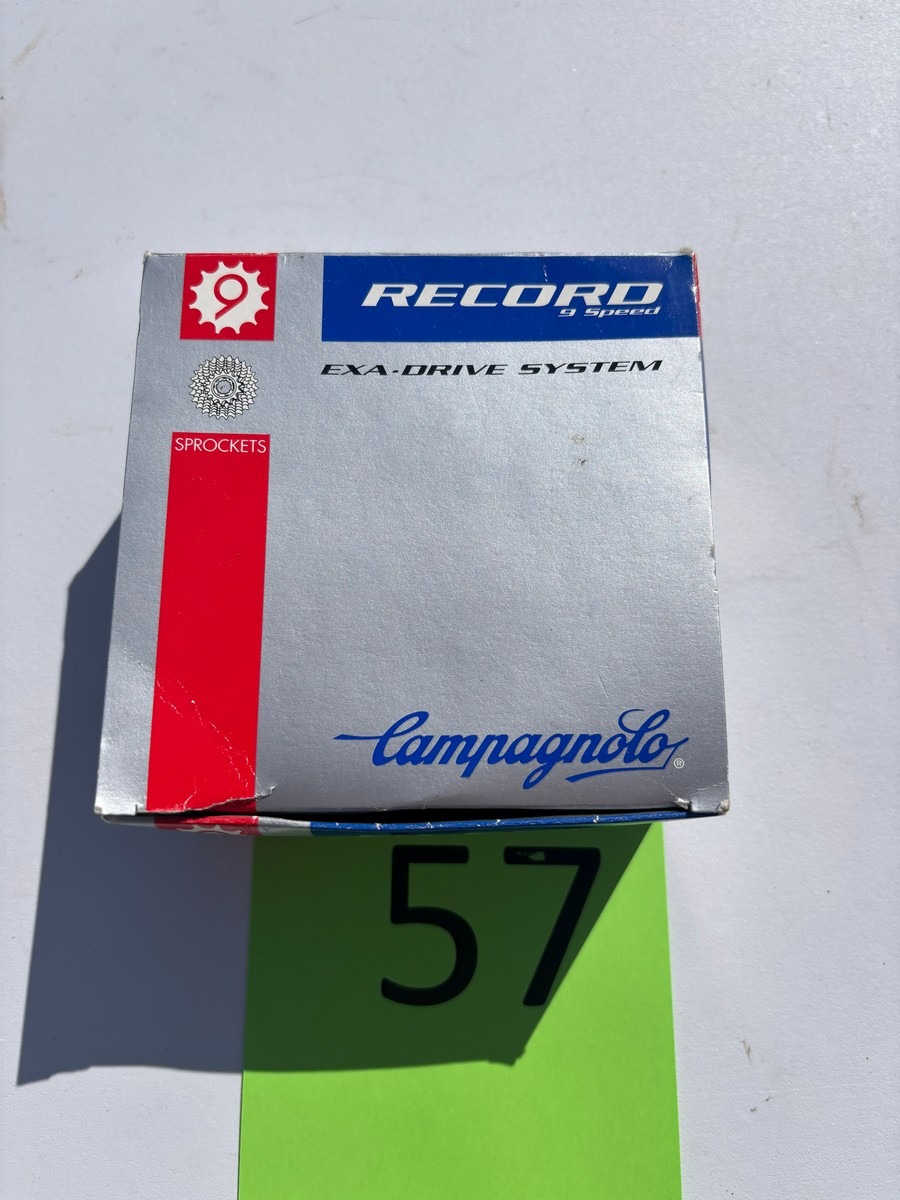 9
RECORD
9 Speed
EXA-DRIVE SYSTEM
SPROCKETS
Campagnolo®
57